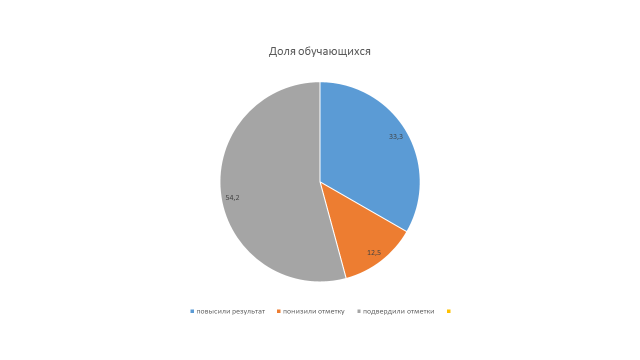 Доля обучающихся
33,3
54,2
12,5
повысили результат понизили отметку подвердили отметки